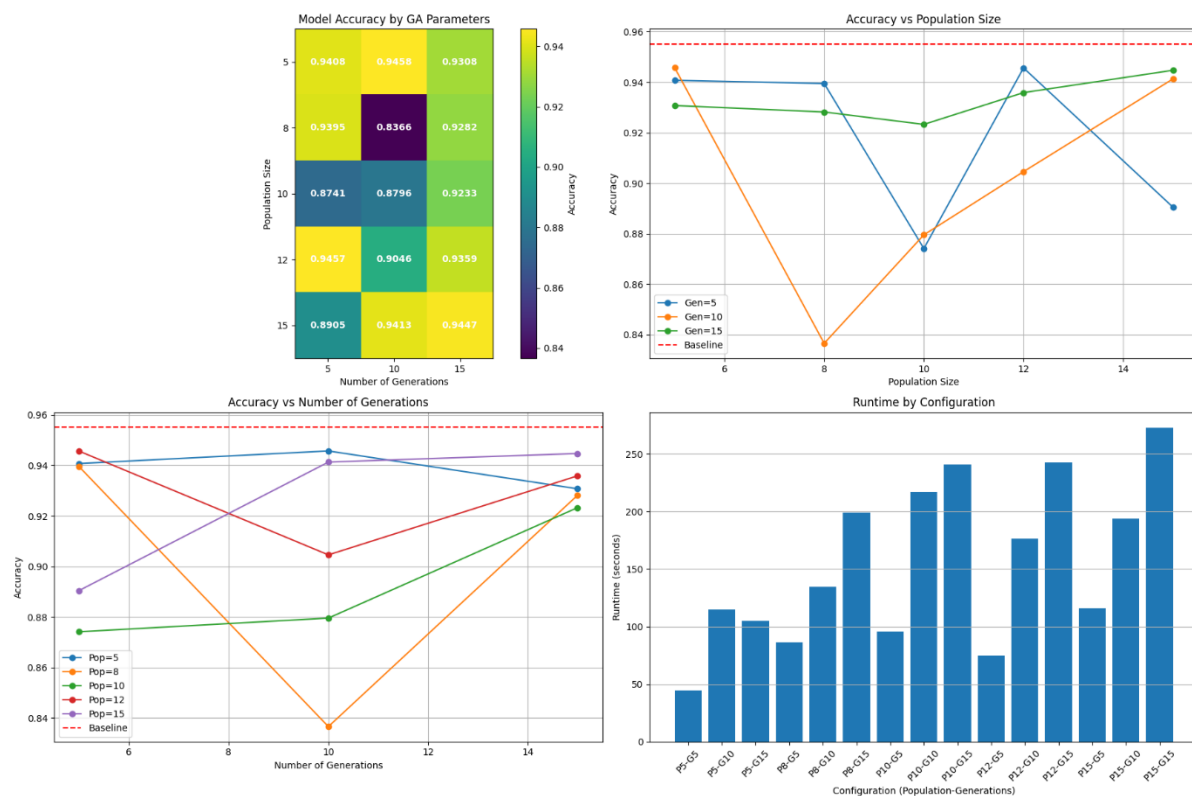 Model Accuracy by GA Parameters
5
0.9408 0.9458 0.9308
8
0.9395 0.8366 0.9282
10
0.8741 0.8796 0.9233
12
0.9457 0.9046 0.9359
15
0.8905 0.9413 0.9447
5 10 15
Number of Generations
Population Size
0.94
0.92
0.90
0.88
0.86
0.84
Accuracy
Accuracy vs Population Size
0.96
0.94
0.92
0.90
0.88
0.86
0.84
Accuracy
Gen=5
Gen=10
Gen=15
Baseline
6 8 10 12 14
Population Size
Accuracy vs Number of Generations
0.96
0.94
0.92
0.90
0.88
0.86
0.84
Accuracy
Pop=5
Pop=8
Pop=10
Pop=12
Pop=15
Baseline
6 8 10 12 14
Number of Generations
Runtime by Configuration
250
200
150
100
50
0
Runtime (seconds)
P5-G5 P5-G10 P5-G15 P8-G5 P8-G10 P8-G15 P10-G5 P10-G10 P10-G15 P12-G5 P12-G10 P12-G15 P15-G5 P15-G10 P15-G15
Configuration (Population-Generations)